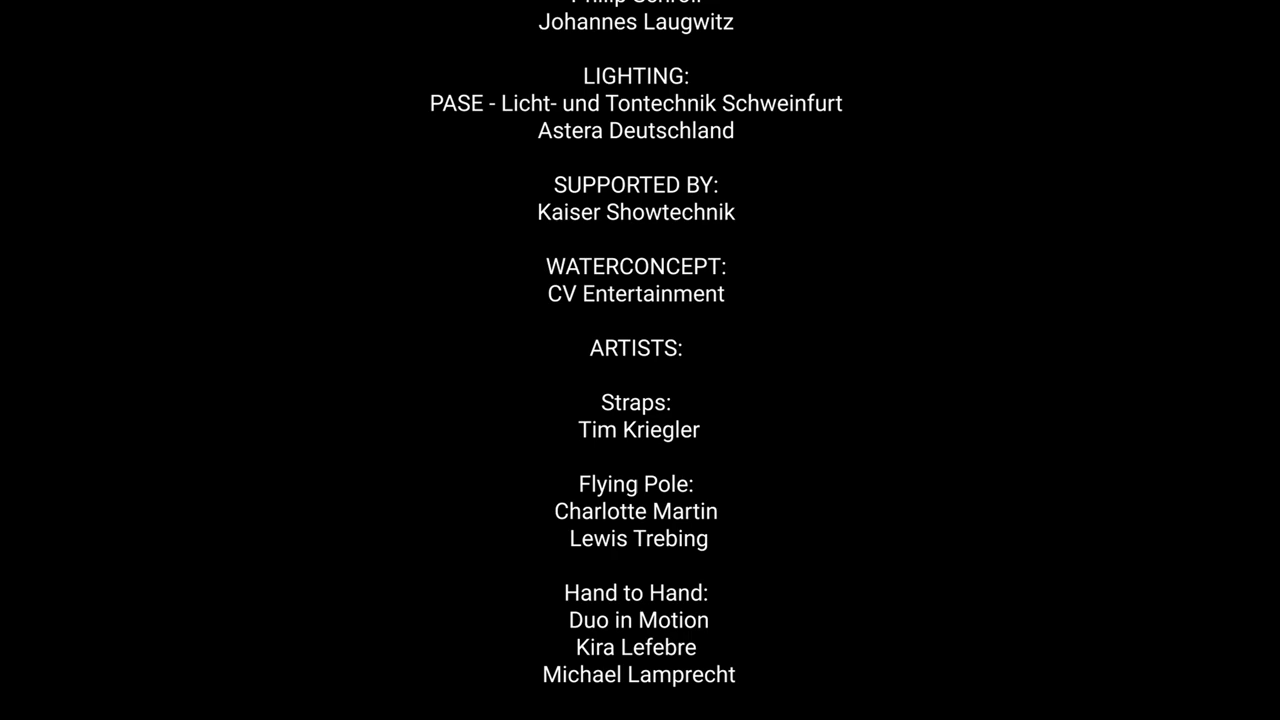 Johannes Laugwitz
LIGHTING:
PASE - Licht- und Tontechnik Schweinfurt
Astera Deutschland
SUPPORTED BY:
Kaiser Showtechnik
WATERCONCEPT:
CV Entertainment
ARTISTS:
Straps:
Tim Kriegler
Flying Pole:
Charlotte Martin
Lewis Trebing
Hand to Hand:
Duo in Motion
Kira Lefebre
Michael Lamprecht